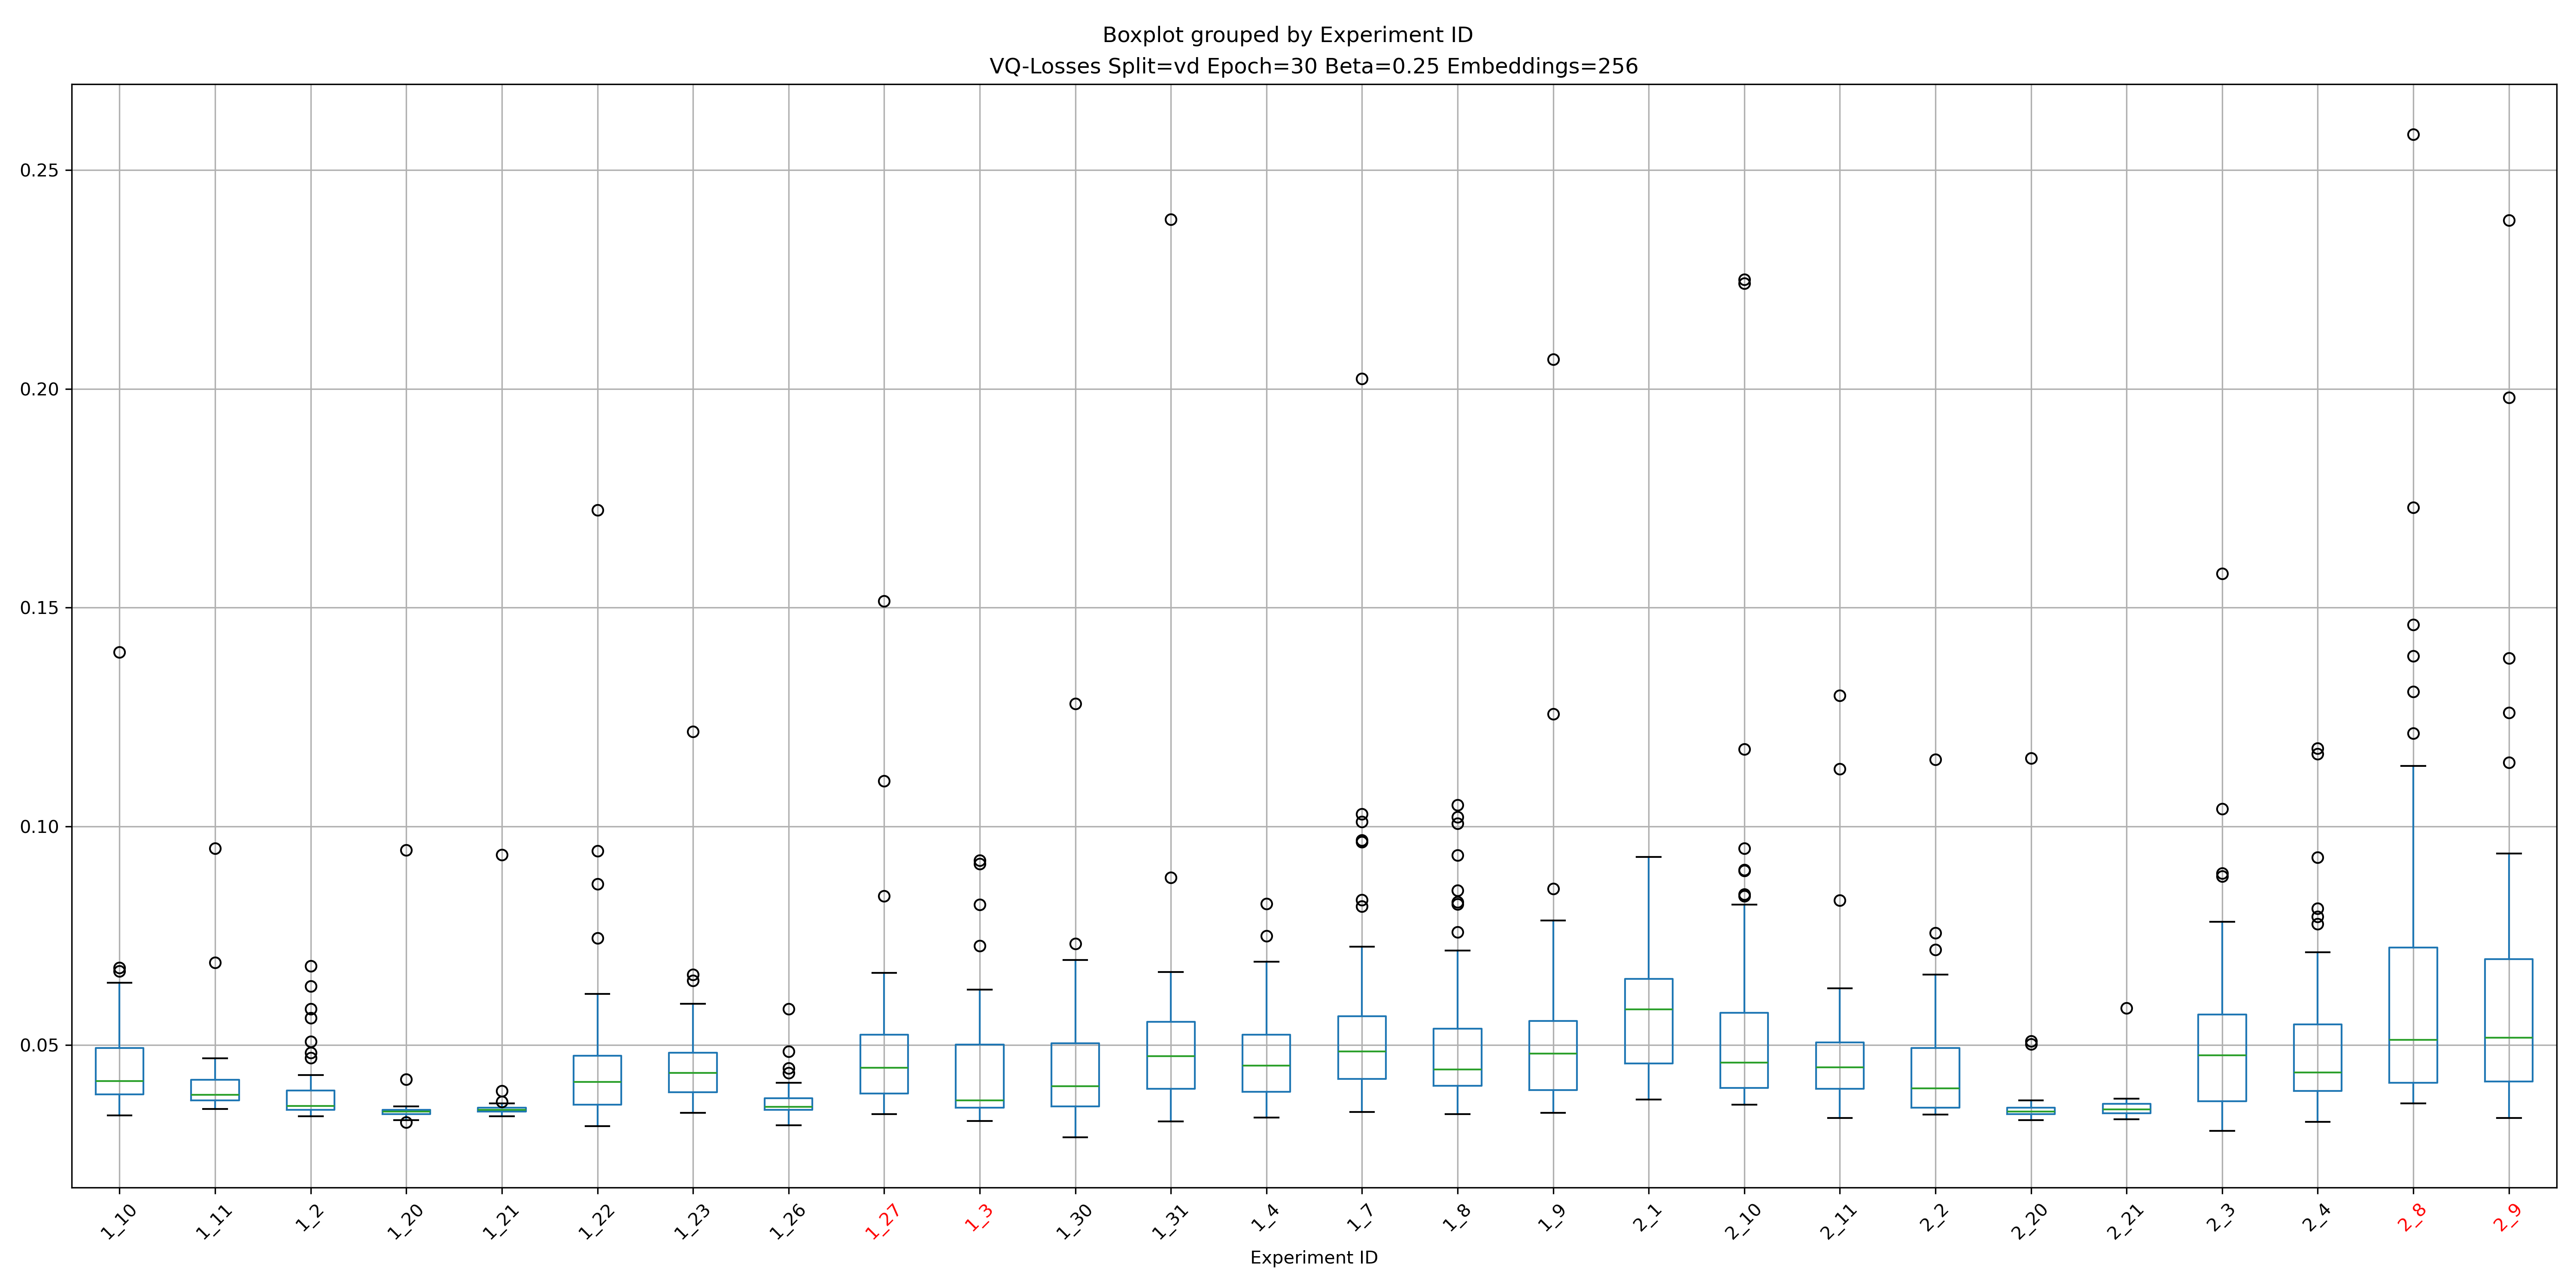 Boxplot grouped by Experiment ID
VQ-Losses Split=vd Epoch=30 Beta=0.25 Embeddings=256
0.25
0.20
0.15
0.10
0.05
1_10 1_11 1_2 1_20 1_21 1_22 1_23 1_26 1_27 1_3 1_30 1_31 1_4 1_7 1_8 1_9 2_1 2_10 2_11 2_2 2_20 2_21 2_3 2_4 2_8 2_9
Experiment ID